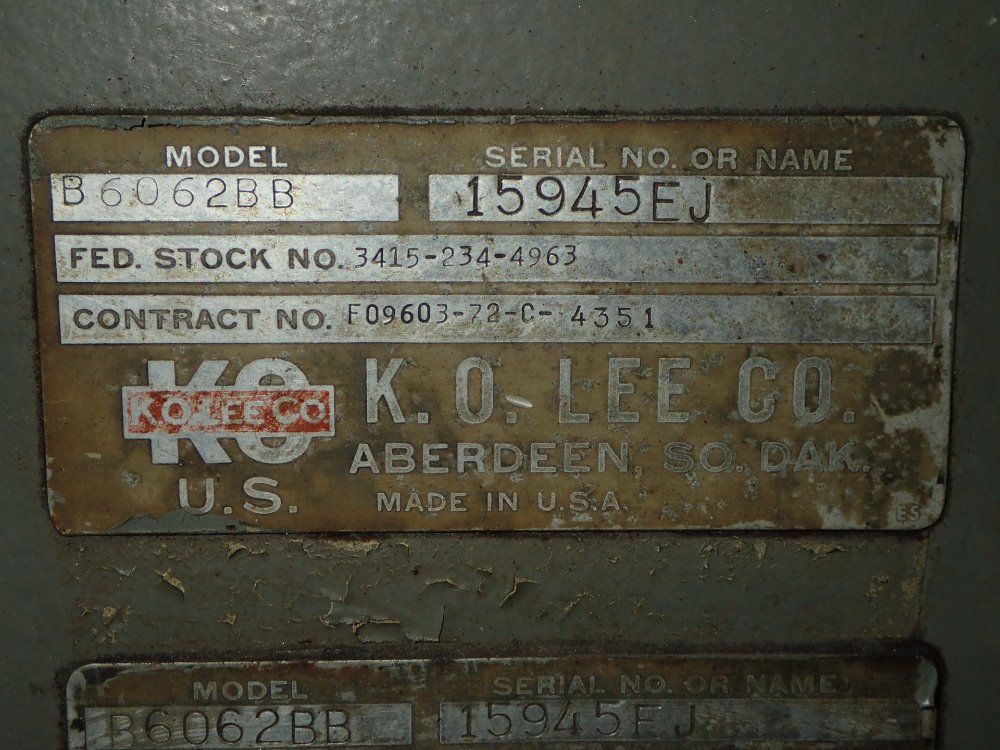 MODEL SERIAL NO. OR NAME
B6062BB 15945EJ
FED. STOCK NO. 3415-234-4963
CONTRACT NO. F09603-72-C-4351
KO
K.O.LEE CO.
K. O. LEE CO.
ABERDEEN, SO. DAK.
U.S. MADE IN U.S.A.
ES
MODEL SERIAL NO. OR NAME
B6062BB 15945EJ